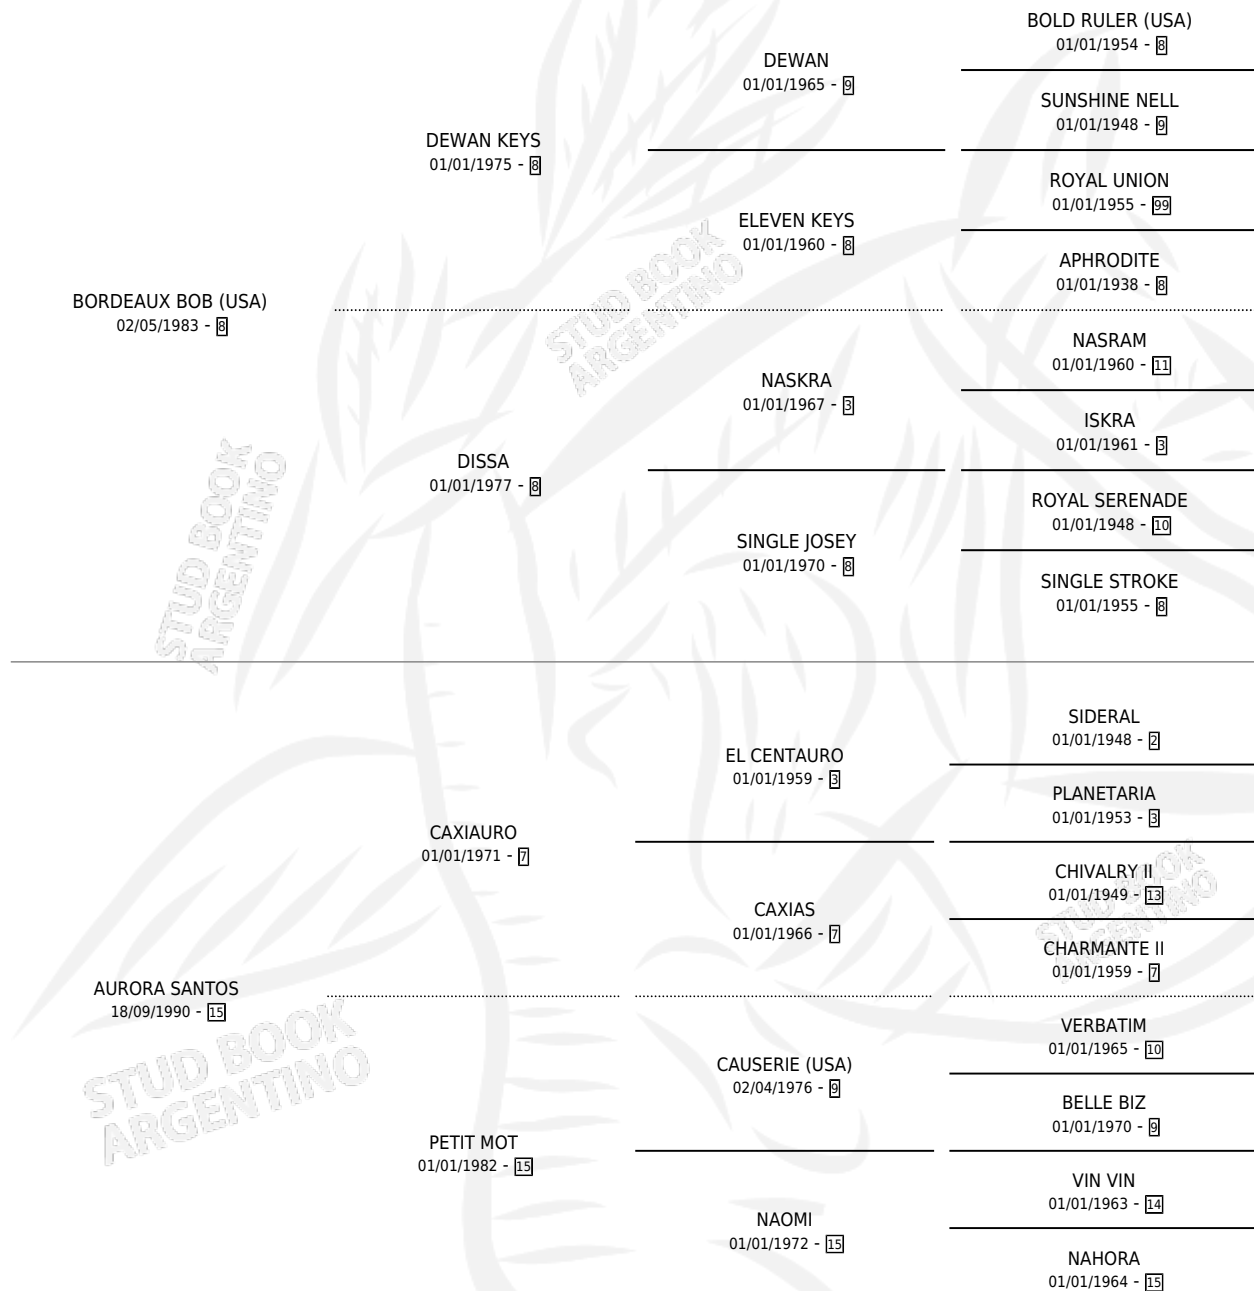 BOLD RULER (USA)
01/01/1954 - 8
DEWAN
01/01/1965 - 9
SUNSHINE NELL
01/01/1948 - 9
DEWAN KEYS
01/01/1975 - 8
ROYAL UNION
01/01/1955 - 99
ELEVEN KEYS
01/01/1960 - 8
APHRODITE
01/01/1938 - 8
BORDEAUX BOB (USA)
02/05/1983 - 8
STUD BOOK
ARGENTINO
NASRAM
01/01/1960 - 11
NASKRA
01/01/1967 - 3
ISKRA
01/01/1961 - 3
DISSA
01/01/1977 - 8
ROYAL SERENADE
01/01/1948 - 10
SINGLE JOSEY
01/01/1970 - 8
SINGLE STROKE
01/01/1955 - 8
STUD BOOK
ARGENTINO
SIDERAL
01/01/1948 - 2
EL CENTAURO
01/01/1959 - 3
PLANETARIA
01/01/1953 - 3
CAXIAURO
01/01/1971 - 7
CHIVALRY II
01/01/1949 - 13
CAXIAS
01/01/1966 - 7
CHARMANTE II
01/01/1959 - 7
STUD BOOK
ARGENTINO
AURORA SANTOS
18/09/1990 - 15
VERBATIM
01/01/1965 - 10
CAUSERIE (USA)
02/04/1976 - 9
BELLE BIZ
01/01/1970 - 9
STUD BOOK
ARGENTINO
PETIT MOT
01/01/1982 - 15
VIN VIN
01/01/1963 - 14
NAOMI
01/01/1972 - 15
NAHORA
01/01/1964 - 15